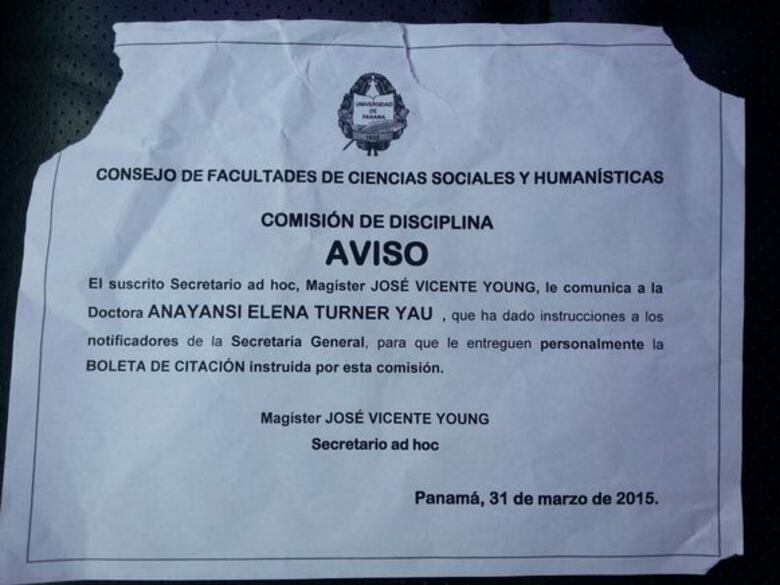 UNIVERSIDAD
DE
PANAMA
1935
CONSEJO DE FACULTADES DE CIENCIAS SOCIALES Y HUMANÍSTICAS
COMISIÓN DE DISCIPLINA
AVISO
El suscrito Secretario ad hoc, Magíster JOSÉ VICENTE YOUNG, le comunica a la
Doctora ANAYANSI ELENA TURNER YAU , que ha dado instrucciones a los
notificadores de la Secretaría General, para que le entreguen personalmente la
BOLETA DE CITACIÓN instruida por esta comisión.
Magíster JOSÉ VICENTE YOUNG
Secretario ad hoc
Panamá, 31 de marzo de 2015.